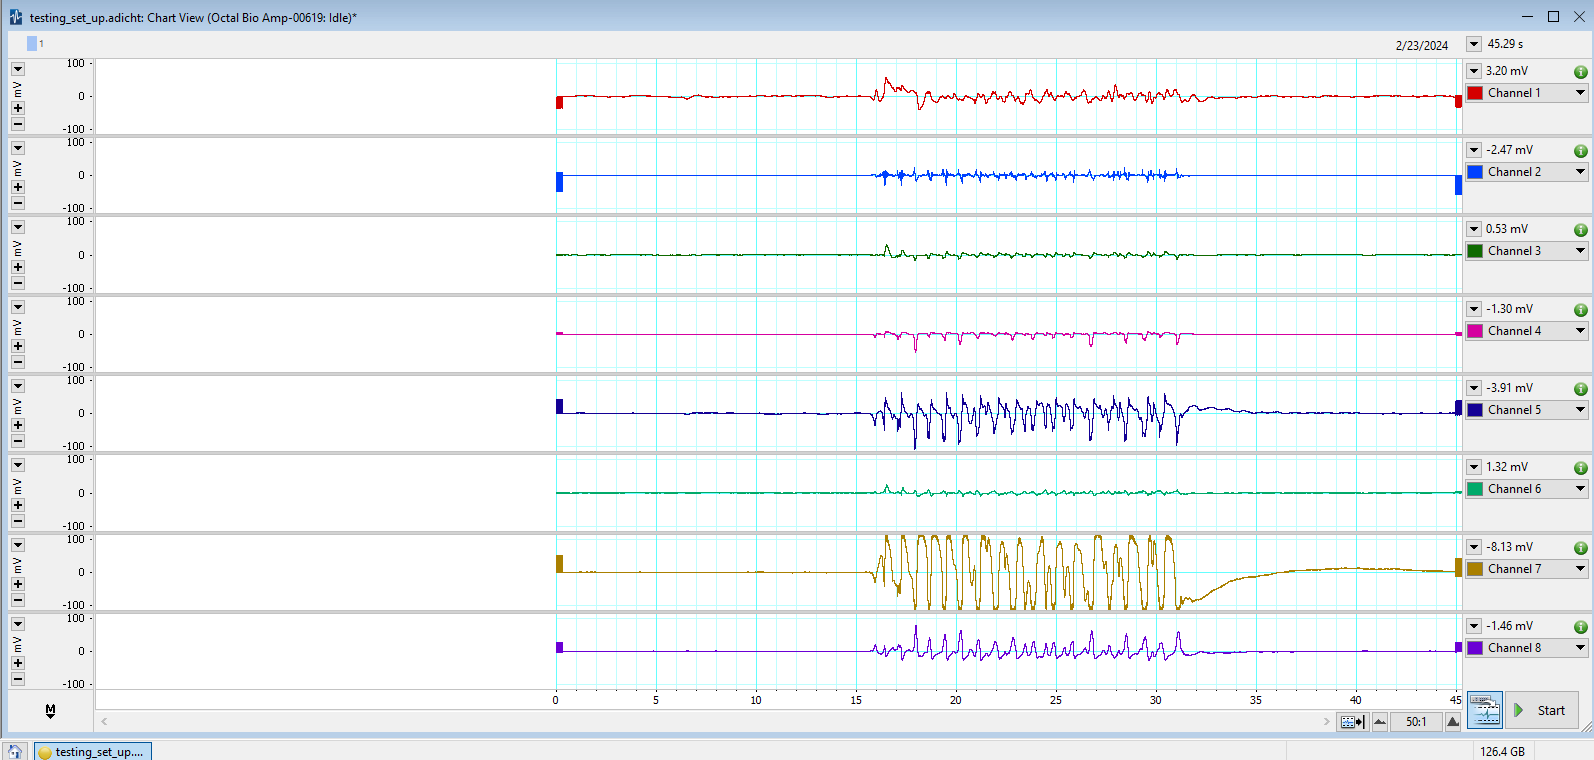 testing_set_up.adicht: Chart View (Octal Bio Amp-00619: Idle)*
1
2/23/2024
45.29 s
100
mV
0
-100
3.20 mV
Channel 1
100
mV
0
-100
-2.47 mV
Channel 2
100
mV
0
-100
0.53 mV
Channel 3
100
mV
0
-100
-1.30 mV
Channel 4
100
mV
0
-100
-3.91 mV
Channel 5
100
mV
0
-100
1.32 mV
Channel 6
100
mV
0
-100
-8.13 mV
Channel 7
100
mV
0
-100
-1.46 mV
Channel 8
0 5 10 15 20 25 30 35 40 45
M
50:1
Start
testing_set_up....
126.4 GB